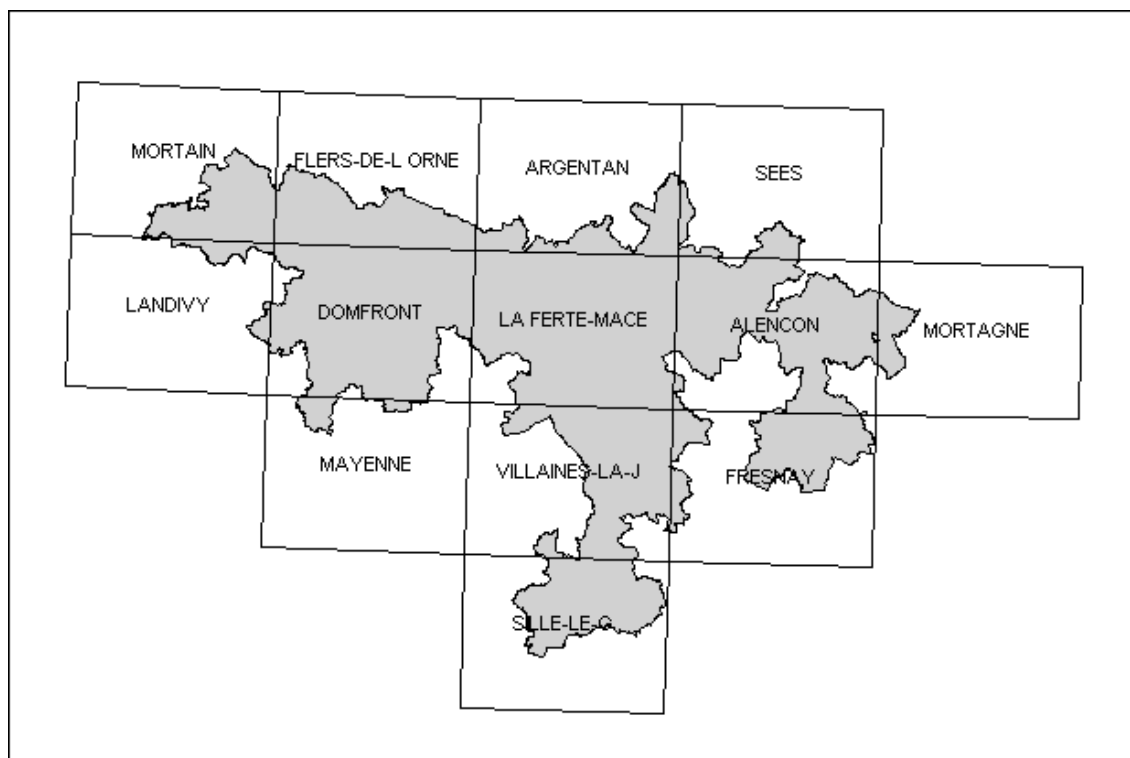 MORTAIN
FLERS-DE-L ORNE
ARGENTAN
SEES
LANDIVY
DOMFRONT
LA FERTE-MACE
ALENCON
MORTAGNE
MAYENNE
VILLAINES-LA-J
FRESNAY
SILLE-LE-G